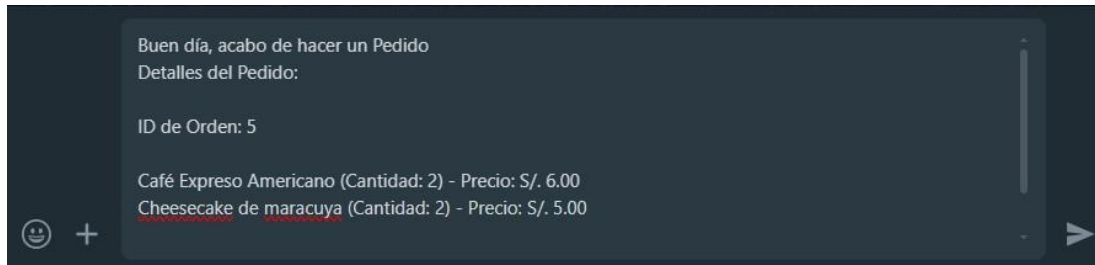 Buen día, acabo de hacer un Pedido
Detalles del Pedido:
ID de Orden: 5
Café Expreso Americano (Cantidad: 2) - Precio: S/. 6.00
Cheesecake de maracuya (Cantidad: 2) - Precio: S/. 5.00